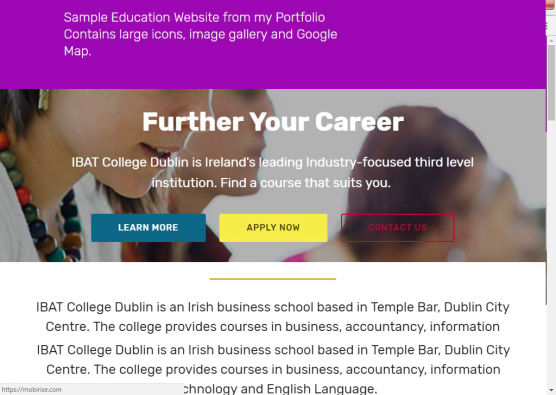 Sample Education Website from my Portfolio
Contains large icons, image gallery and Google
Map.
Further Your Career
IBAT College Dublin is Ireland's leading Industry-focused third level
institution. Find a course that suits you.
LEARN MORE
APPLY NOW
CONTACT US
IBAT College Dublin is an Irish business school based in Temple Bar, Dublin City
Centre. The college provides courses in business, accountancy, information
IBAT College Dublin is an Irish business school based in Temple Bar, Dublin City
Centre. The college provides courses in business, accountancy, information
chnology and English Language.
https://mobirise.com